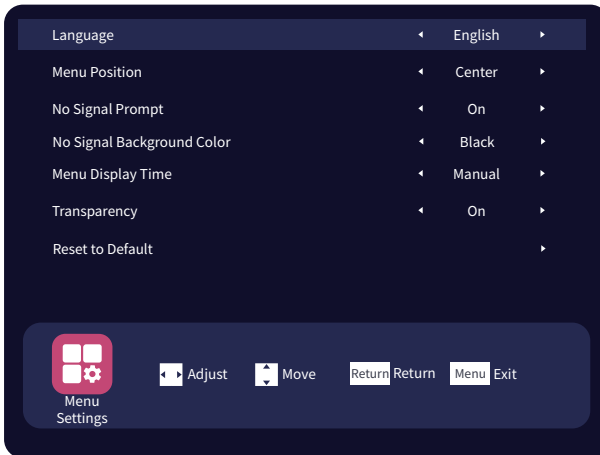 Language English
Menu Position Center
No Signal Prompt On
No Signal Background Color Black
Menu Display Time Manual
Transparency On
Reset to Default
Adjust Move Return Return Menu Exit
Menu
Settings